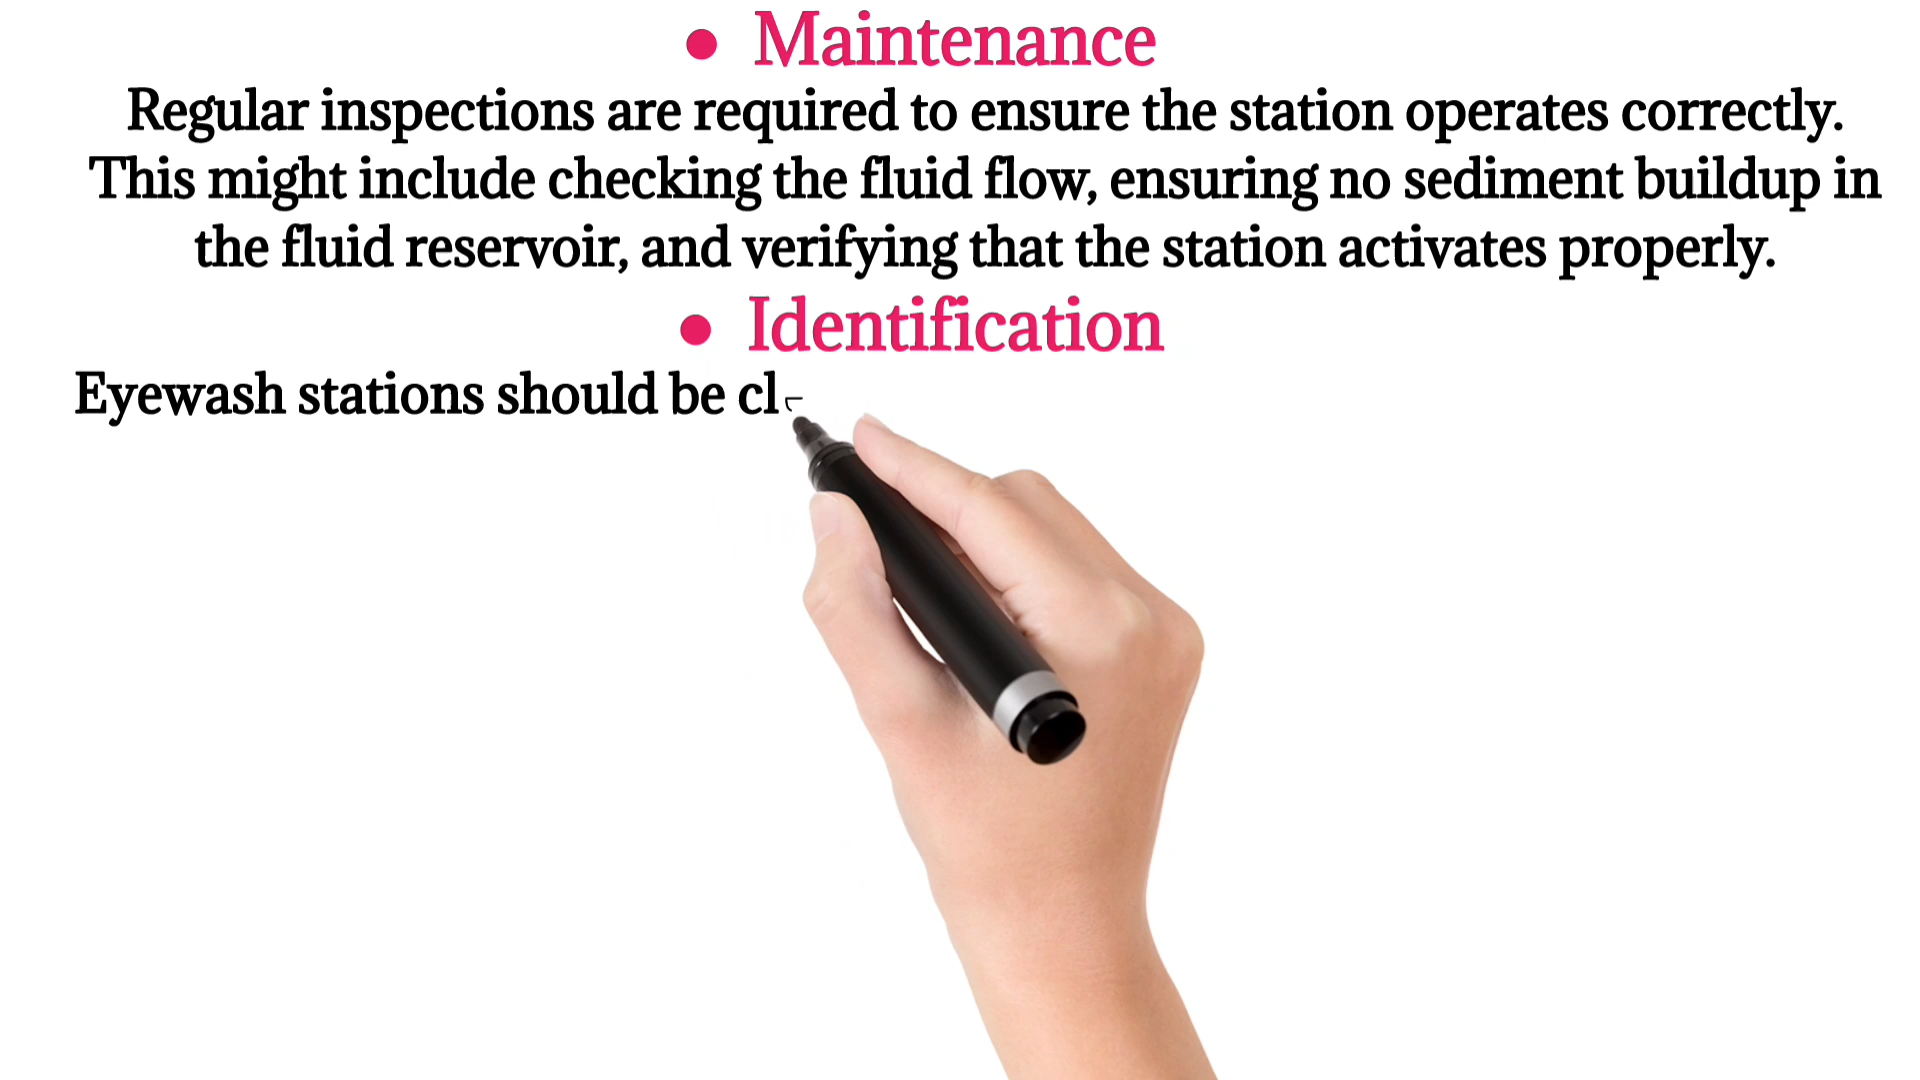 • Maintenance
Regular inspections are required to ensure the station operates correctly.
This might include checking the fluid flow, ensuring no sediment buildup in
the fluid reservoir, and verifying that the station activates properly.
• Identification
Eyewash stations should be cl